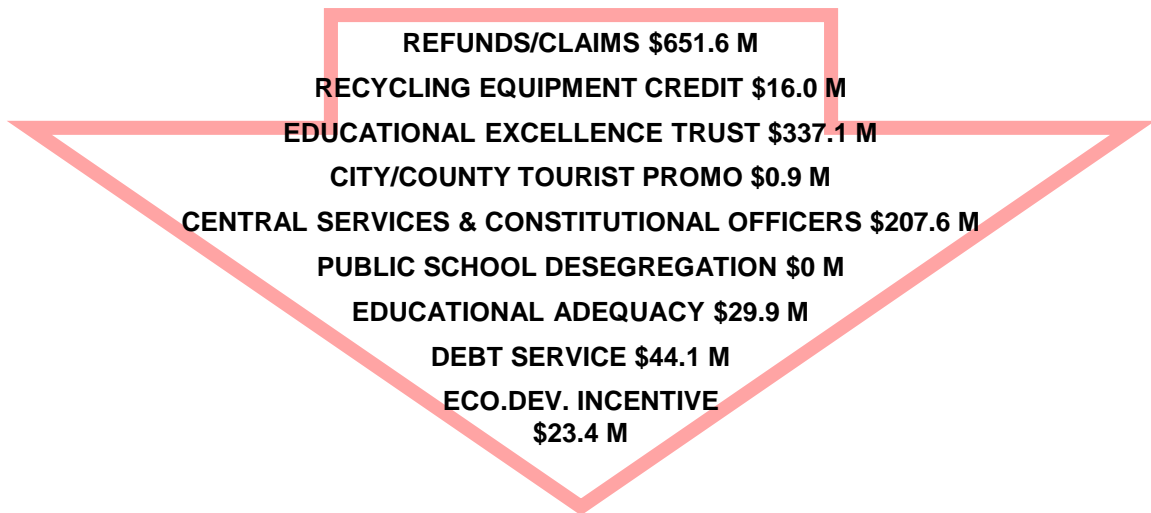 REFUNDS/CLAIMS $651.6 M
RECYCLING EQUIPMENT CREDIT $16.0 M
EDUCATIONAL EXCELLENCE TRUST $337.1 M
CITY/COUNTY TOURIST PROMO $0.9 M
CENTRAL SERVICES & CONSTITUTIONAL OFFICERS $207.6 M
PUBLIC SCHOOL DESEGREGATION $0 M
EDUCATIONAL ADEQUACY $29.9 M
DEBT SERVICE $44.1 M
ECO.DEV. INCENTIVE
$23.4 M